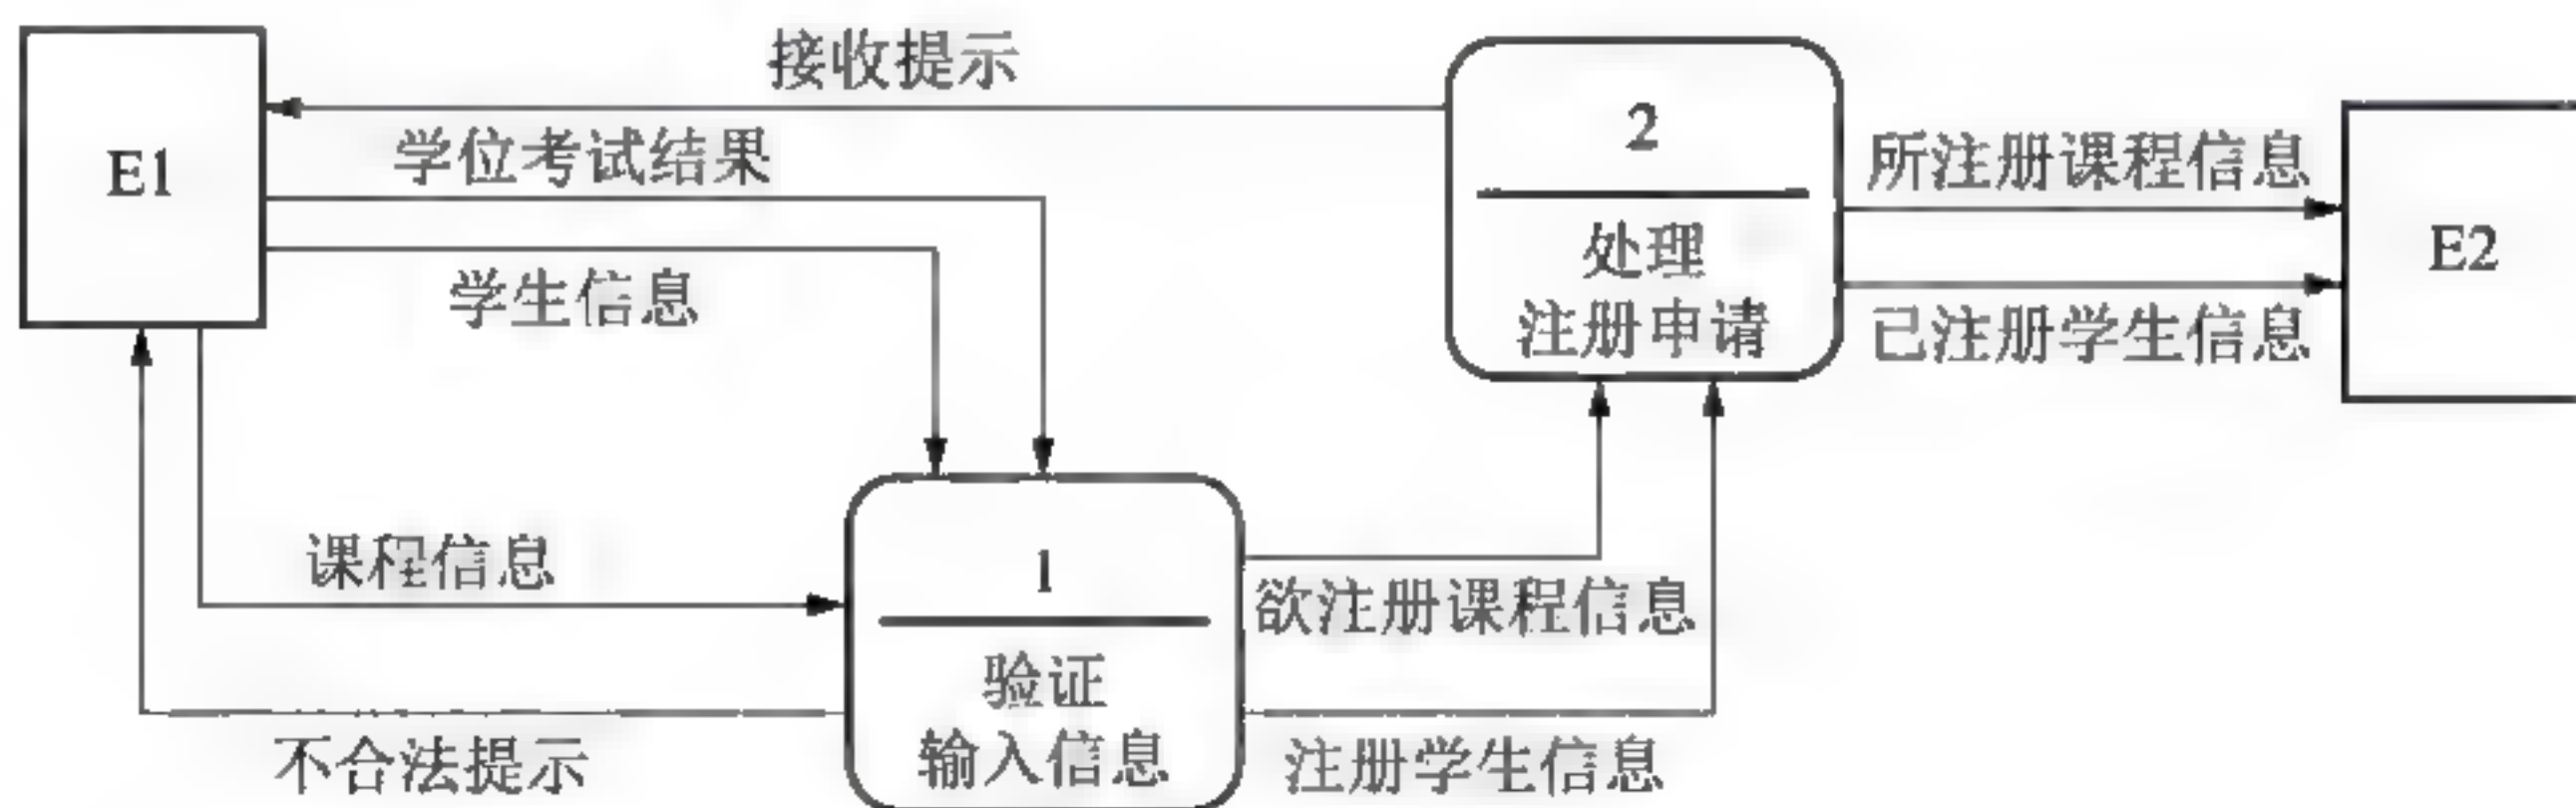 接收提示
E1
学位考试结果
学生信息
2
处理
注册申请
所注册课程信息
已注册学生信息
E2
课程信息
1
验证
输入信息
欲注册课程信息
注册学生信息
不合法提示